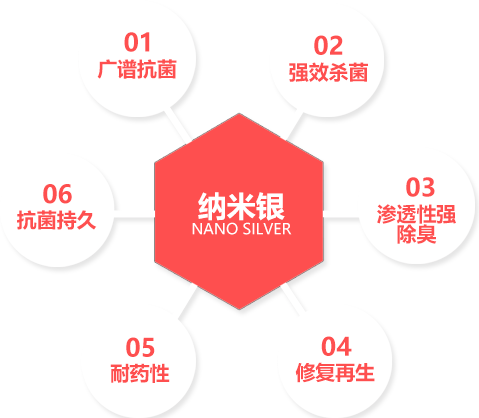 01
广谱抗菌
02
强效杀菌
纳米银
NANO SILVER
03
渗透性强
除臭
04
修复再生
05
耐药性
06
抗菌持久